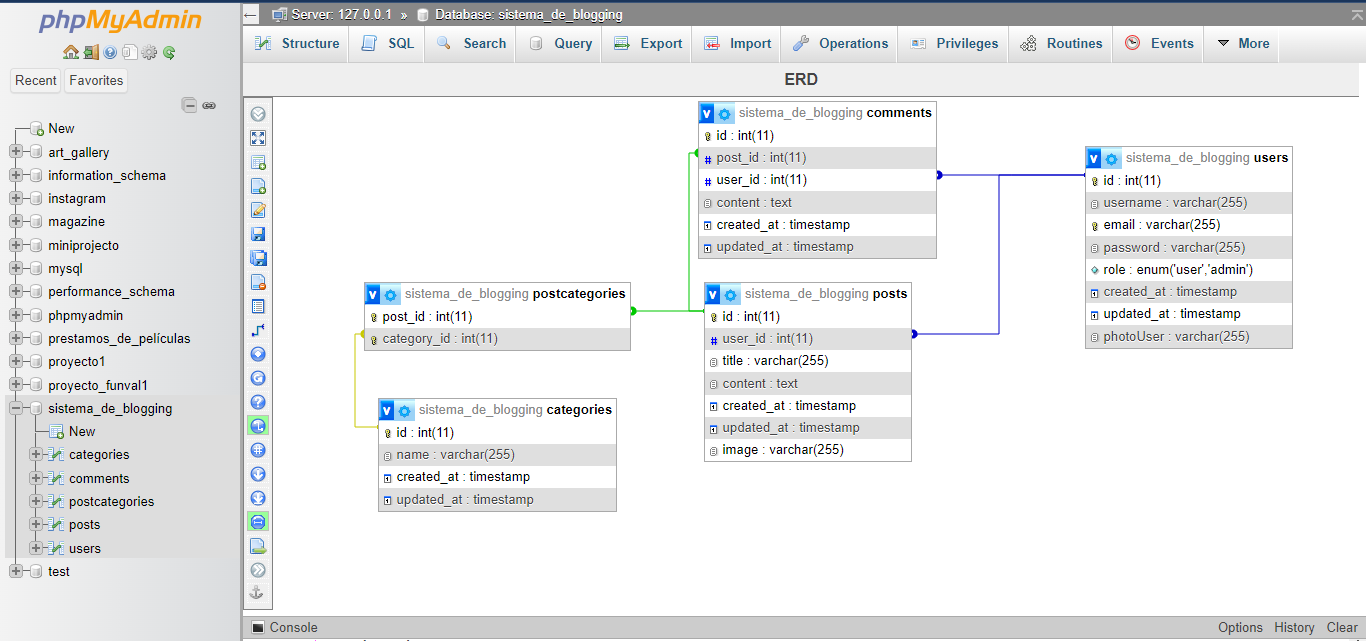 phpMyAdmin
Recent Favorites
New
art_gallery
information_schema
instagram
magazine
miniprojecto
mysql
performance_schema
phpmyadmin
prestamos_de_películas
proyecto1
proyecto_funval1
sistema_de_blogging
New
categories
comments
postcategories
posts
users
test
Server: 127.0.0.1 » Database: sistema_de_blogging
Structure SQL Search Query Export Import Operations Privileges Routines Events More
ERD
V sistema_de_blogging comments
id : int(11)
# post_id : int(11)
# user_id : int(11)
content : text
created_at : timestamp
updated_at : timestamp
V sistema_de_blogging users
id : int(11)
username : varchar(255)
email : varchar(255)
password : varchar(255)
role : enum('user','admin')
created_at : timestamp
updated_at : timestamp
photoUser : varchar(255)
V sistema_de_blogging postcategories
post_id : int(11)
category_id : int(11)
V sistema_de_blogging posts
id : int(11)
# user_id : int(11)
title : varchar(255)
content : text
created_at : timestamp
updated_at : timestamp
image : varchar(255)
V sistema_de_blogging categories
id : int(11)
name : varchar(255)
created_at : timestamp
updated_at : timestamp
Console Options History Clear